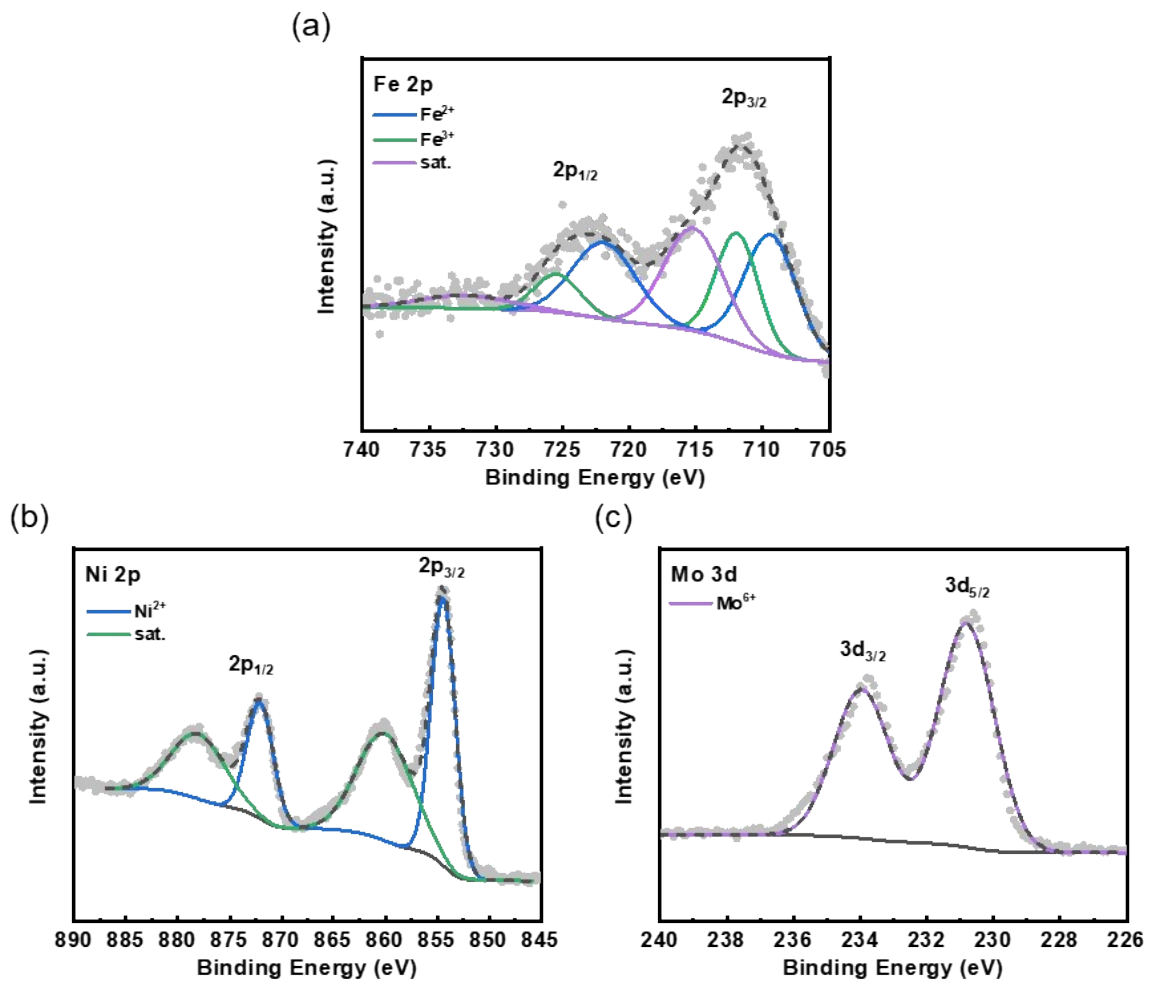 (a)
Fe 2p
Fe²⁺
Fe³⁺
sat.
2p₁/₂
2p₃/₂
Intensity (a.u.)
740 735 730 725 720 715 710 705
Binding Energy (eV)
(b)
Ni 2p
Ni²⁺
sat.
2p₁/₂
2p₃/₂
Intensity (a.u.)
890 885 880 875 870 865 860 855 850 845
Binding Energy (eV)
(c)
Mo 3d
Mo⁶⁺
3d₃/₂
3d₅/₂
Intensity (a.u.)
240 238 236 234 232 230 228 226
Binding Energy (eV)